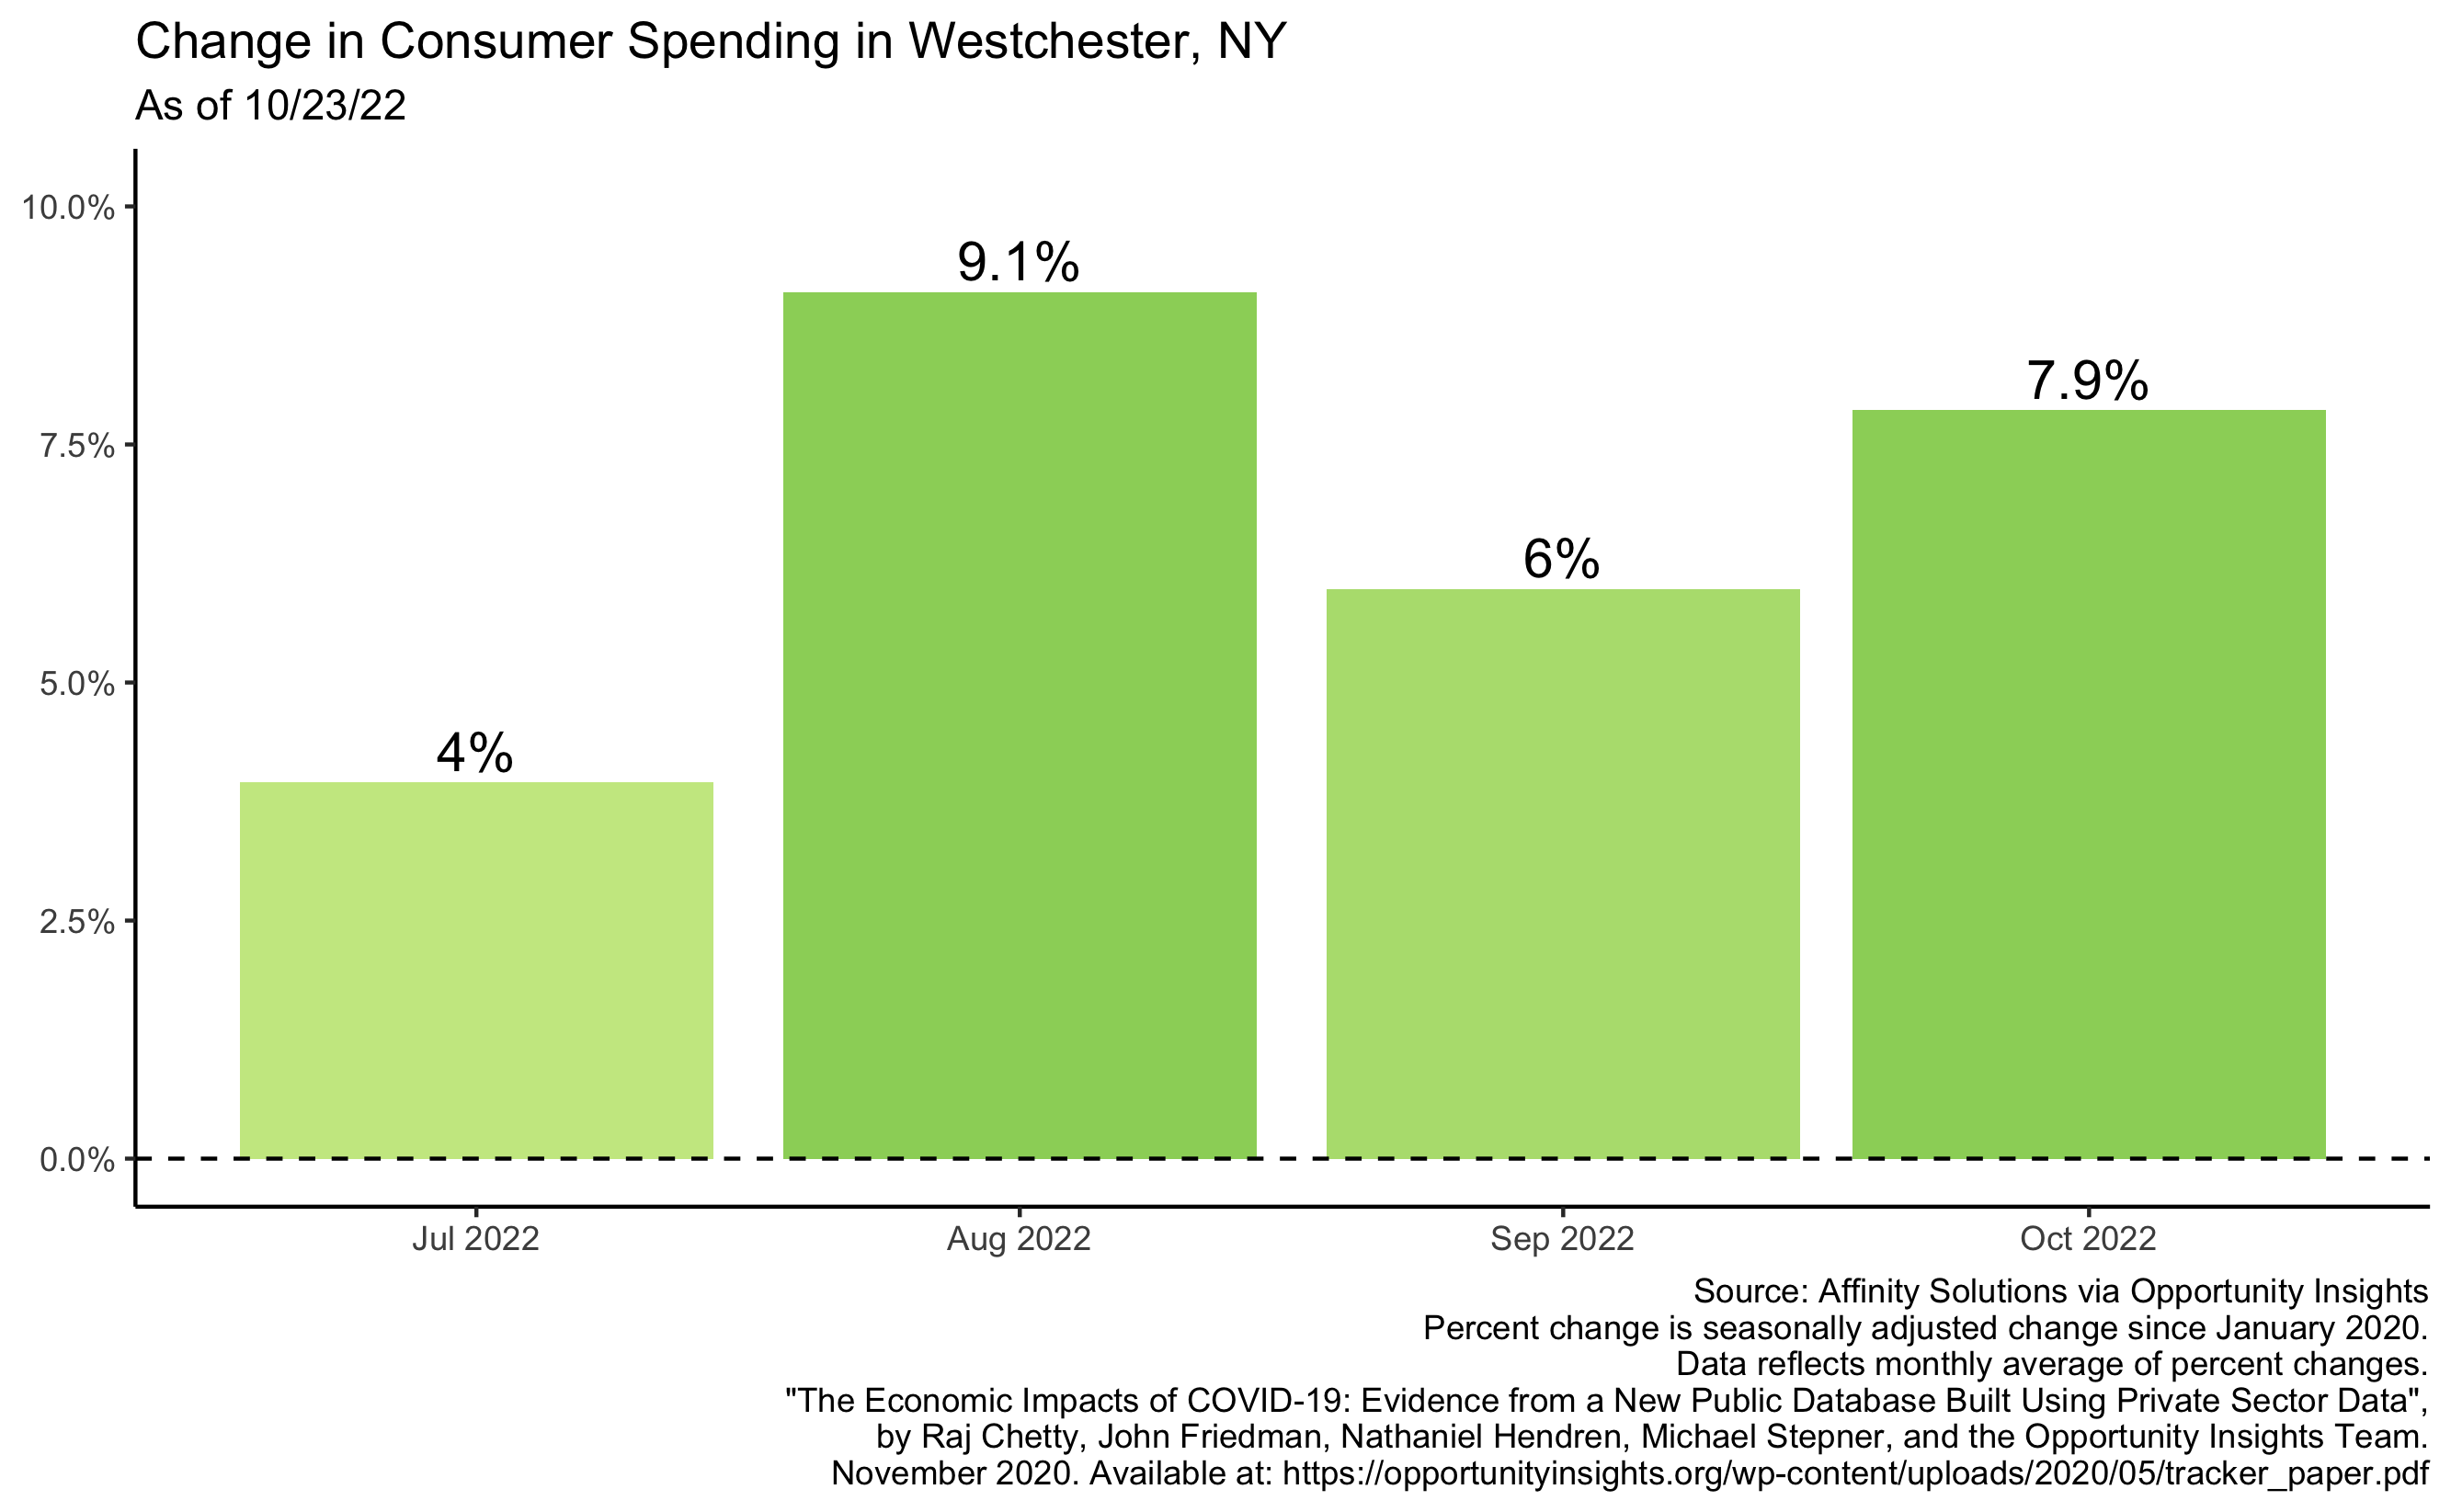 Change in Consumer Spending in Westchester, NY
As of 10/23/22
10.0%
7.5%
5.0%
2.5%
0.0%
4%
9.1%
6%
7.9%
Jul 2022
Aug 2022
Sep 2022
Oct 2022
Source: Affinity Solutions via Opportunity Insights
Percent change is seasonally adjusted change since January 2020.
Data reflects monthly average of percent changes.
"The Economic Impacts of COVID-19: Evidence from a New Public Database Built Using Private Sector Data",
by Raj Chetty, John Friedman, Nathaniel Hendren, Michael Stepner, and the Opportunity Insights Team.
November 2020. Available at: https://opportunityinsights.org/wp-content/uploads/2020/05/tracker_paper.pdf